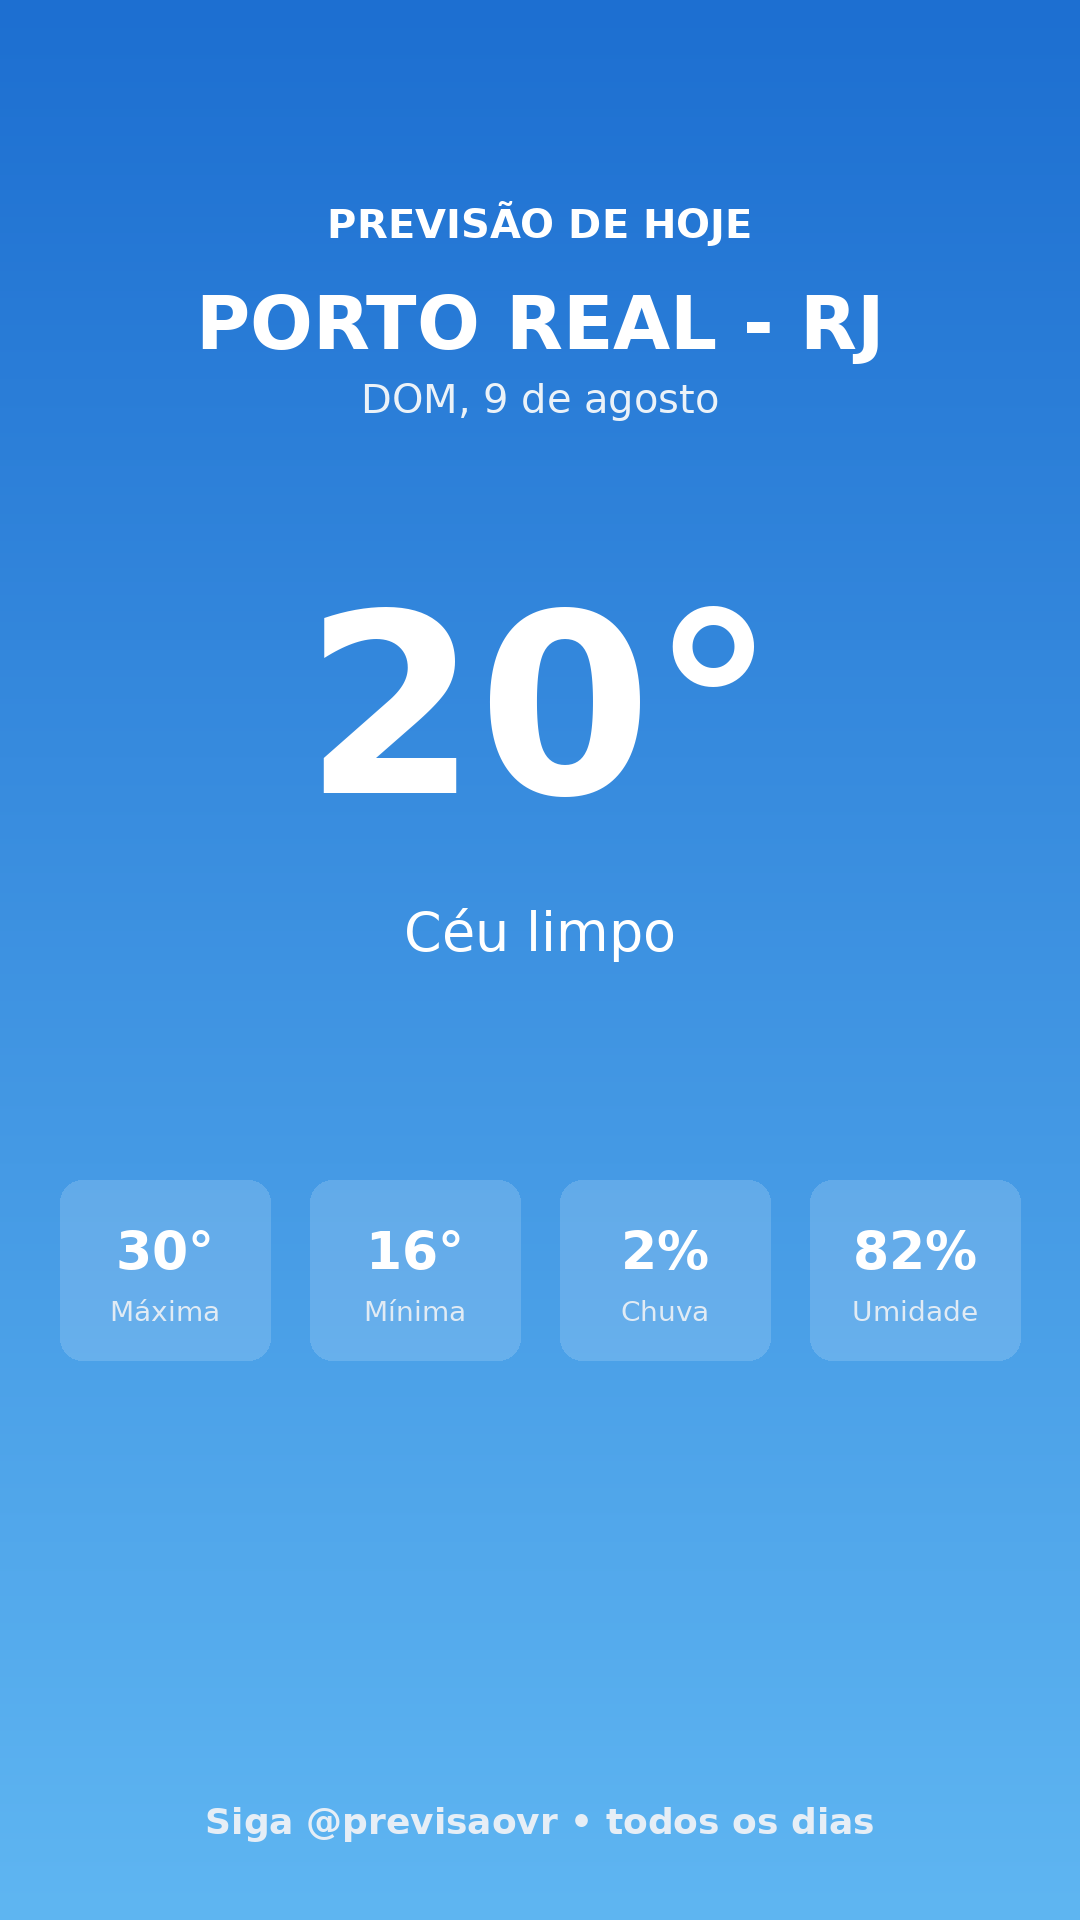 PREVISÃO DE HOJE
PORTO REAL - RJ
DOM, 9 de agosto
20°
Céu limpo
30° 16° 2% 82%
Máxima Mínima Chuva Umidade
Siga @previsaovr • todos os dias